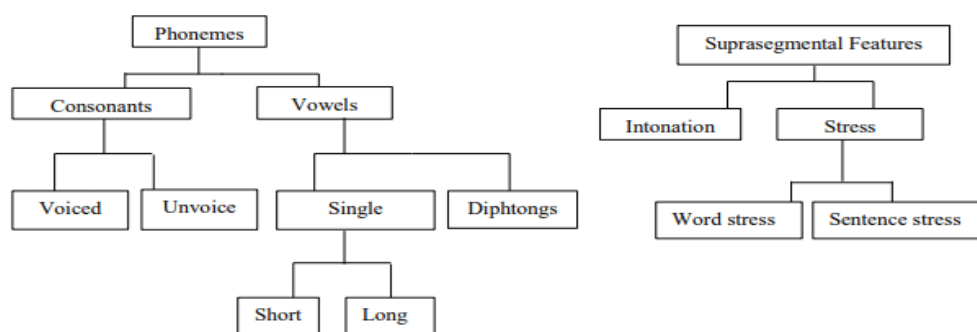 Phonemes
Consonants
Vowels
Voiced
Unvoice
Single
Diphtongs
Short
Long
Suprasegmental Features
Intonation
Stress
Word stress
Sentence stress